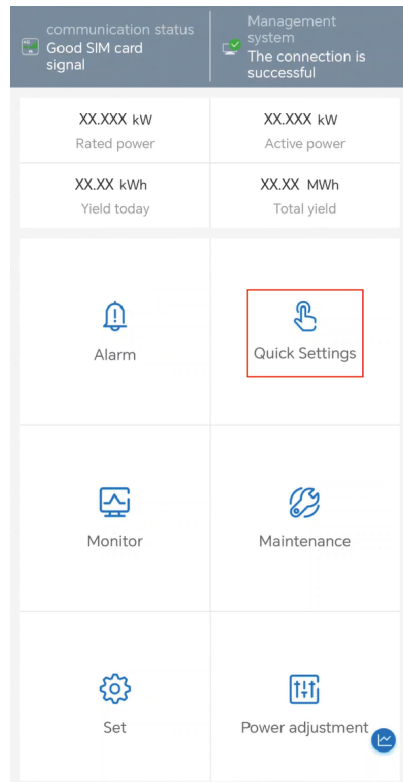 communication status
Good SIM card
signal
Management
system
The connection is
successful
XX.XXX kW
Rated power
XX.XXX kW
Active power
XX.XX kWh
Yield today
XX.XX MWh
Total yield
Alarm
Quick Settings
Monitor
Maintenance
Set
Power adjustment